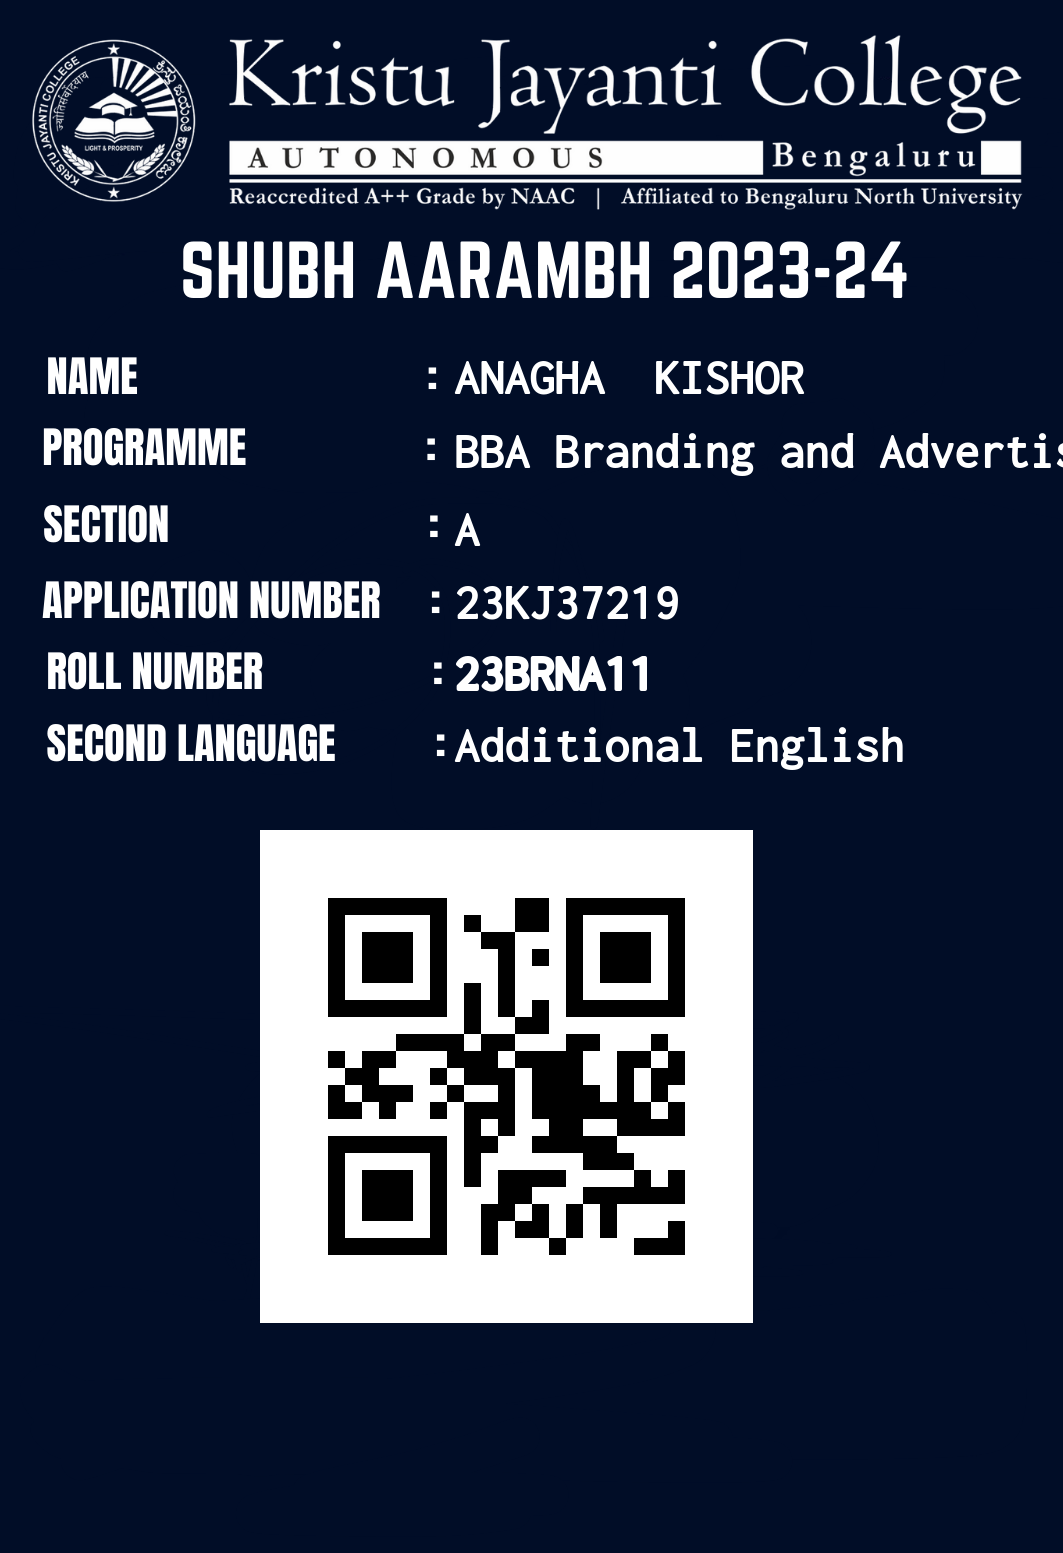 Kristu Jayanti College
AUTONOMOUS Bengaluru
Reaccredited A++ Grade by NAAC | Affiliated to Bengaluru North University
KRISTU JAYANTI COLLEGE
LIGHT & PROSPERITY
SHUBH AARAMBH 2023-24
NAME : ANAGHA KISHOR
PROGRAMME : BBA Branding and Advertis
SECTION : A
APPLICATION NUMBER : 23KJ37219
ROLL NUMBER : 23BRNA11
SECOND LANGUAGE : Additional English